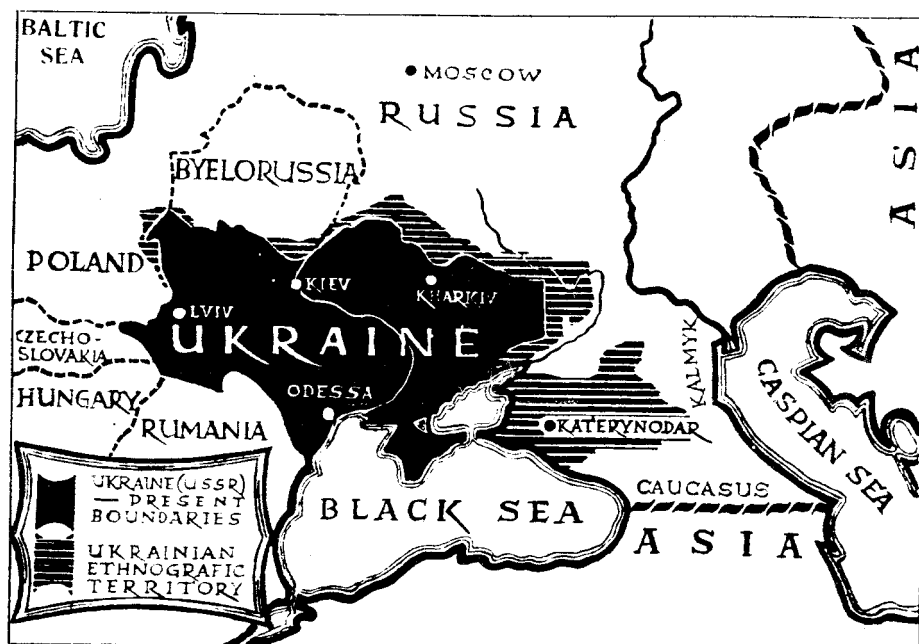 BALTIC
SEA
MOSCOW
RUSSIA
ASIA
BYELORUSSIA
POLAND
KIEV
KHARKIV
LVIV
UKRAINE
CZECHO-
SLOVAKIA
HUNGARY
ODESSA
RUMANIA
KATERYNODAR
KALMYK
CASPIAN SEA
UKRAINE (USSR)
— PRESENT
BOUNDARIES
UKRAINIAN
ETHNOGRAFIC
TERRITORY
BLACK SEA
CAUCASUS
ASIA